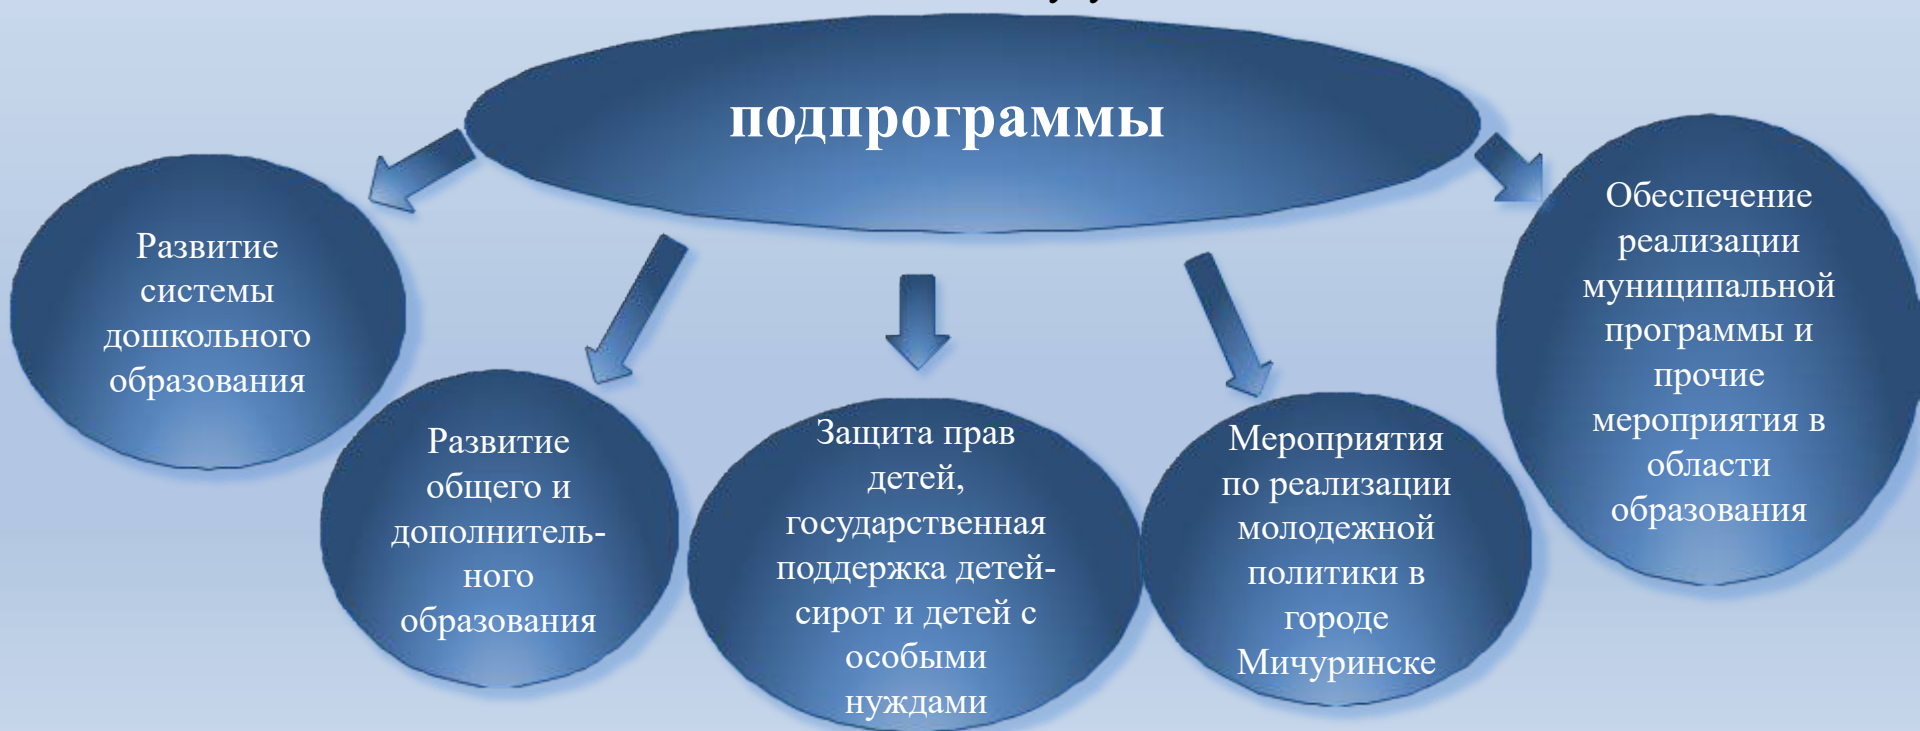 подпрограммы
Развитие
системы
дошкольного
образования
Развитие
общего и
дополнитель-
ного
образования
Защита прав
детей,
государственная
поддержка детей-
сирот и детей с
особыми
нуждами
Мероприятия
по реализации
молодежной
политики в
городе
Мичуринске
Обеспечение
реализации
муниципальной
программы и
прочие
мероприятия в
области
образования